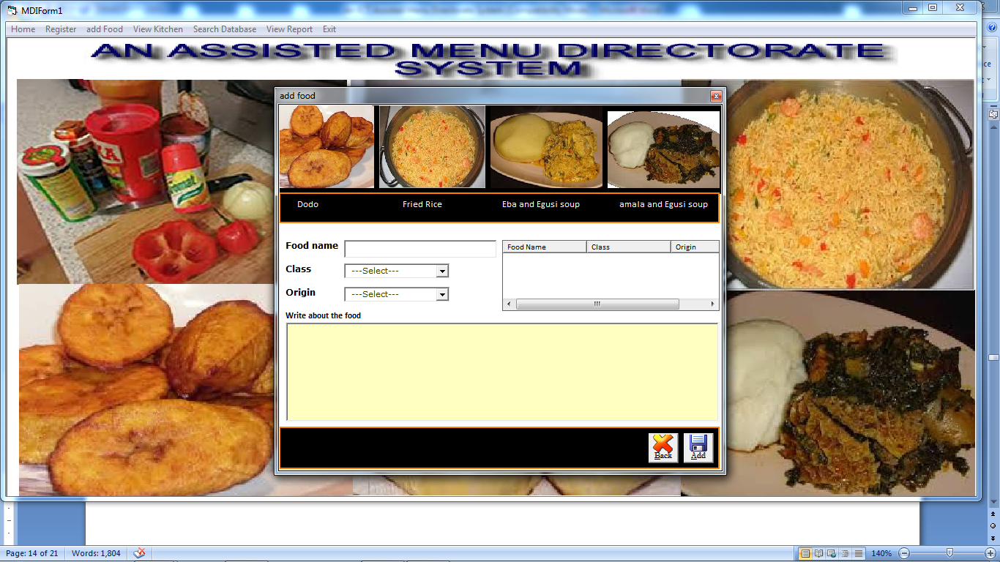 MDIForm1
Home Register add Food View Kitchen Search Database View Report Exit
AN ASSISTED MENU DIRECTORATE
SYSTEM
add food
Dodo Fried Rice Eba and Egusi soup amala and Egusi soup
Food name
Food Name Class Origin
Class ---Select---
Origin ---Select---
Write about the food
Back Add
Page: 14 of 21 Words: 1,804 140%